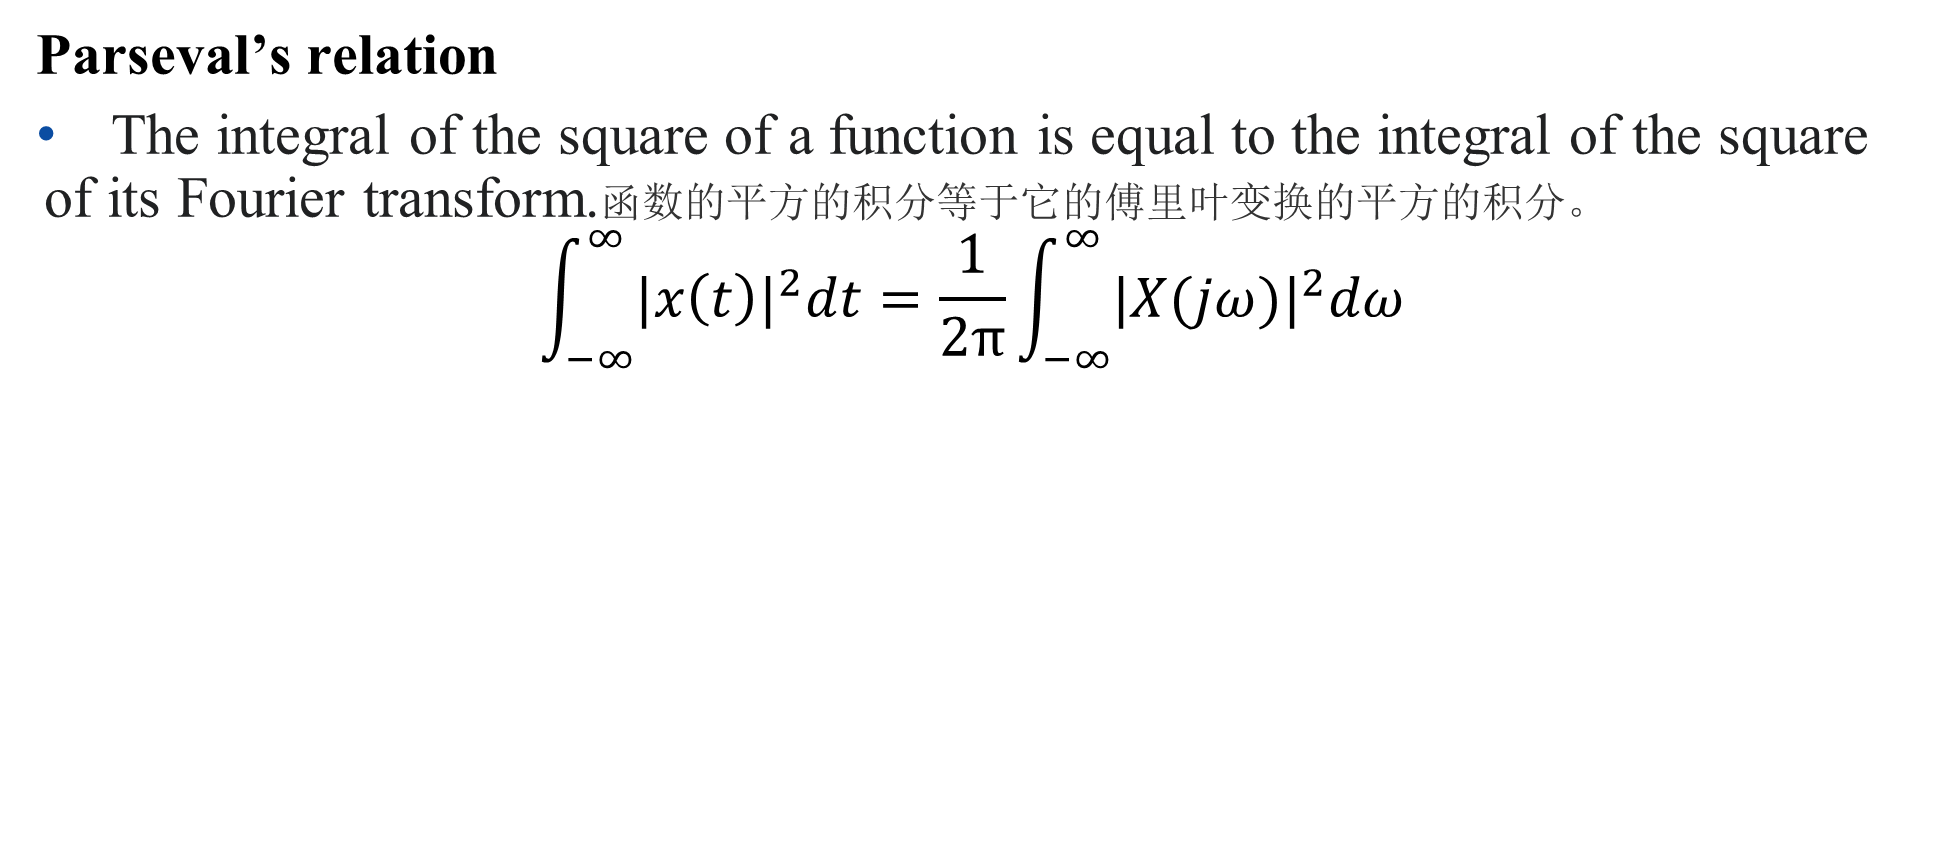 Parseval’s relation
• The integral of the square of a function is equal to the integral of the square
of its Fourier transform.函数的平方的积分等于它的傅里叶变换的平方的积分。
∫_{−∞}^{∞} |x(t)|² dt = \frac{1}{2π} ∫_{−∞}^{∞} |X(jω)|² dω